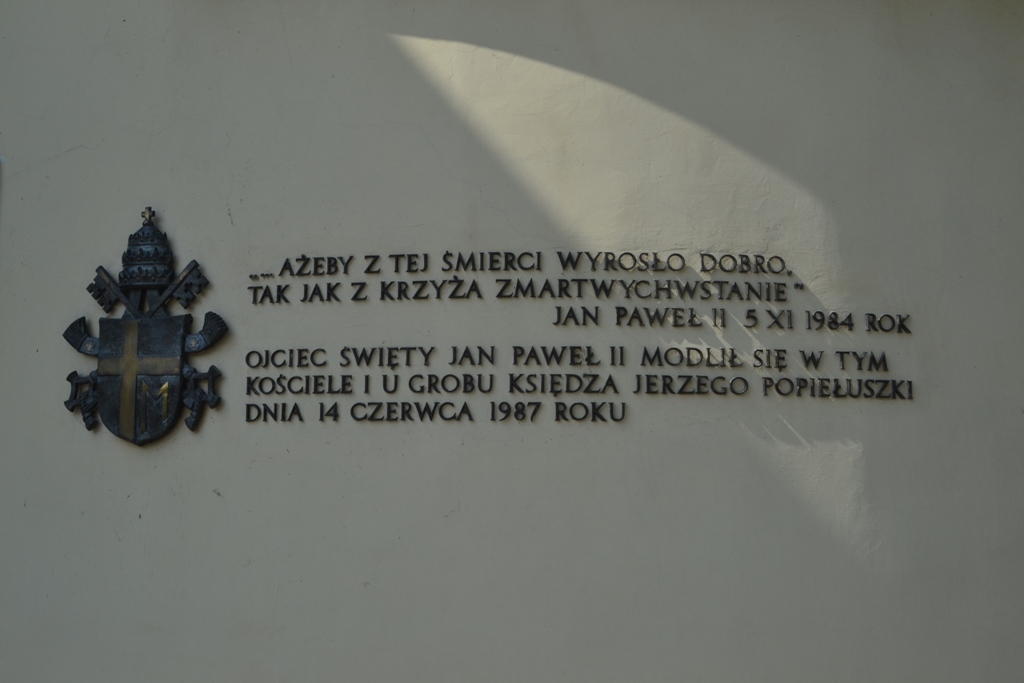 „... AŻEBY Z TEJ ŚMIERCI WYROSŁO DOBRO,
TAK JAK Z KRZYŻA ZMARTWYCHWSTANIE"
JAN PAWEŁ II 5 XI 1984 ROK
OJCIEC ŚWIĘTY JAN PAWEŁ II MODLIŁ SIĘ W TYM
KOŚCIELE I U GROBU KSIĘDZA JERZEGO POPIEŁUSZKI
DNIA 14 CZERWCA 1987 ROKU
M